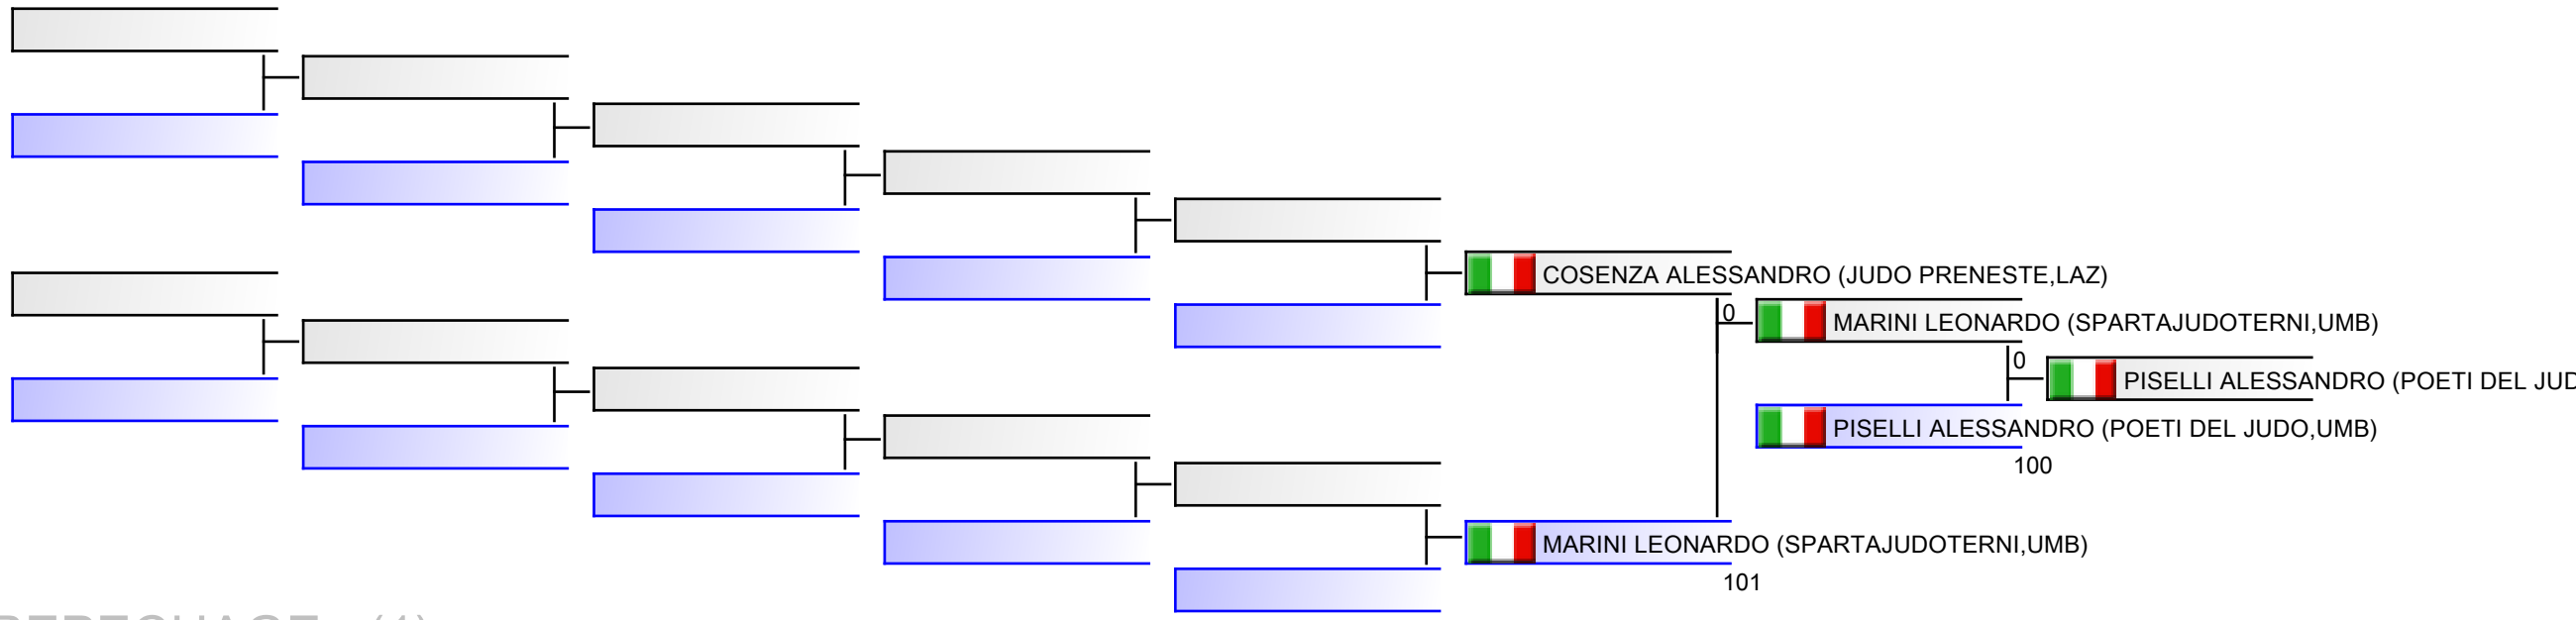 COSENZA ALESSANDRO (JUDO PRENESTE,LAZ)
0
MARINI LEONARDO (SPARTAJUDOTERNI,UMB)
0
PISELLI ALESSANDRO (POETI DEL JUD
PISELLI ALESSANDRO (POETI DEL JUDO,UMB)
100
MARINI LEONARDO (SPARTAJUDOTERNI,UMB)
101